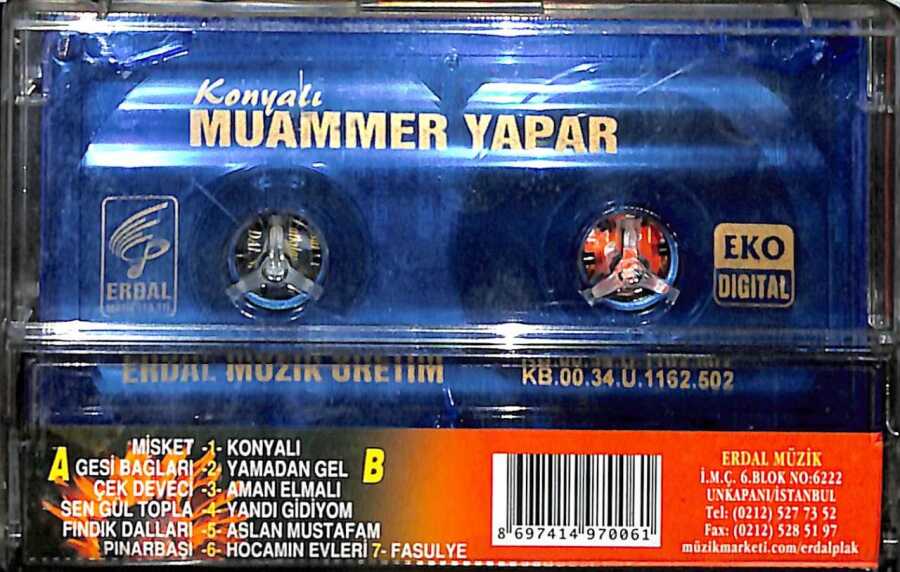 Konyalı
MUAMMER YAPAR
ERDAL
EKO
DIGITAL
ERDAL MÜZİK ÜRETİM
KB.00.34.U.1162.502
A
B
MİSKET -1- KONYALI
GESİ BAĞLARI -2- YAMADAN GEL
ÇEK DEVECİ -3- AMAN ELMALI
SEN GÜL TOPLA -4- YANDI GİDİYOM
FINDIK DALLARI -5- ASLAN MUSTAFAM
PINARBAŞI -6- HOCAMIN EVLERİ 7- FASULYE
8 697414 970061
ERDAL MÜZİK
İ.M.Ç. 6.BLOK NO:6222
UNKAPANI/İSTANBUL
Tel: (0212) 527 73 52
Fax: (0212) 528 51 97
müzikmarketi.com/erdalplak